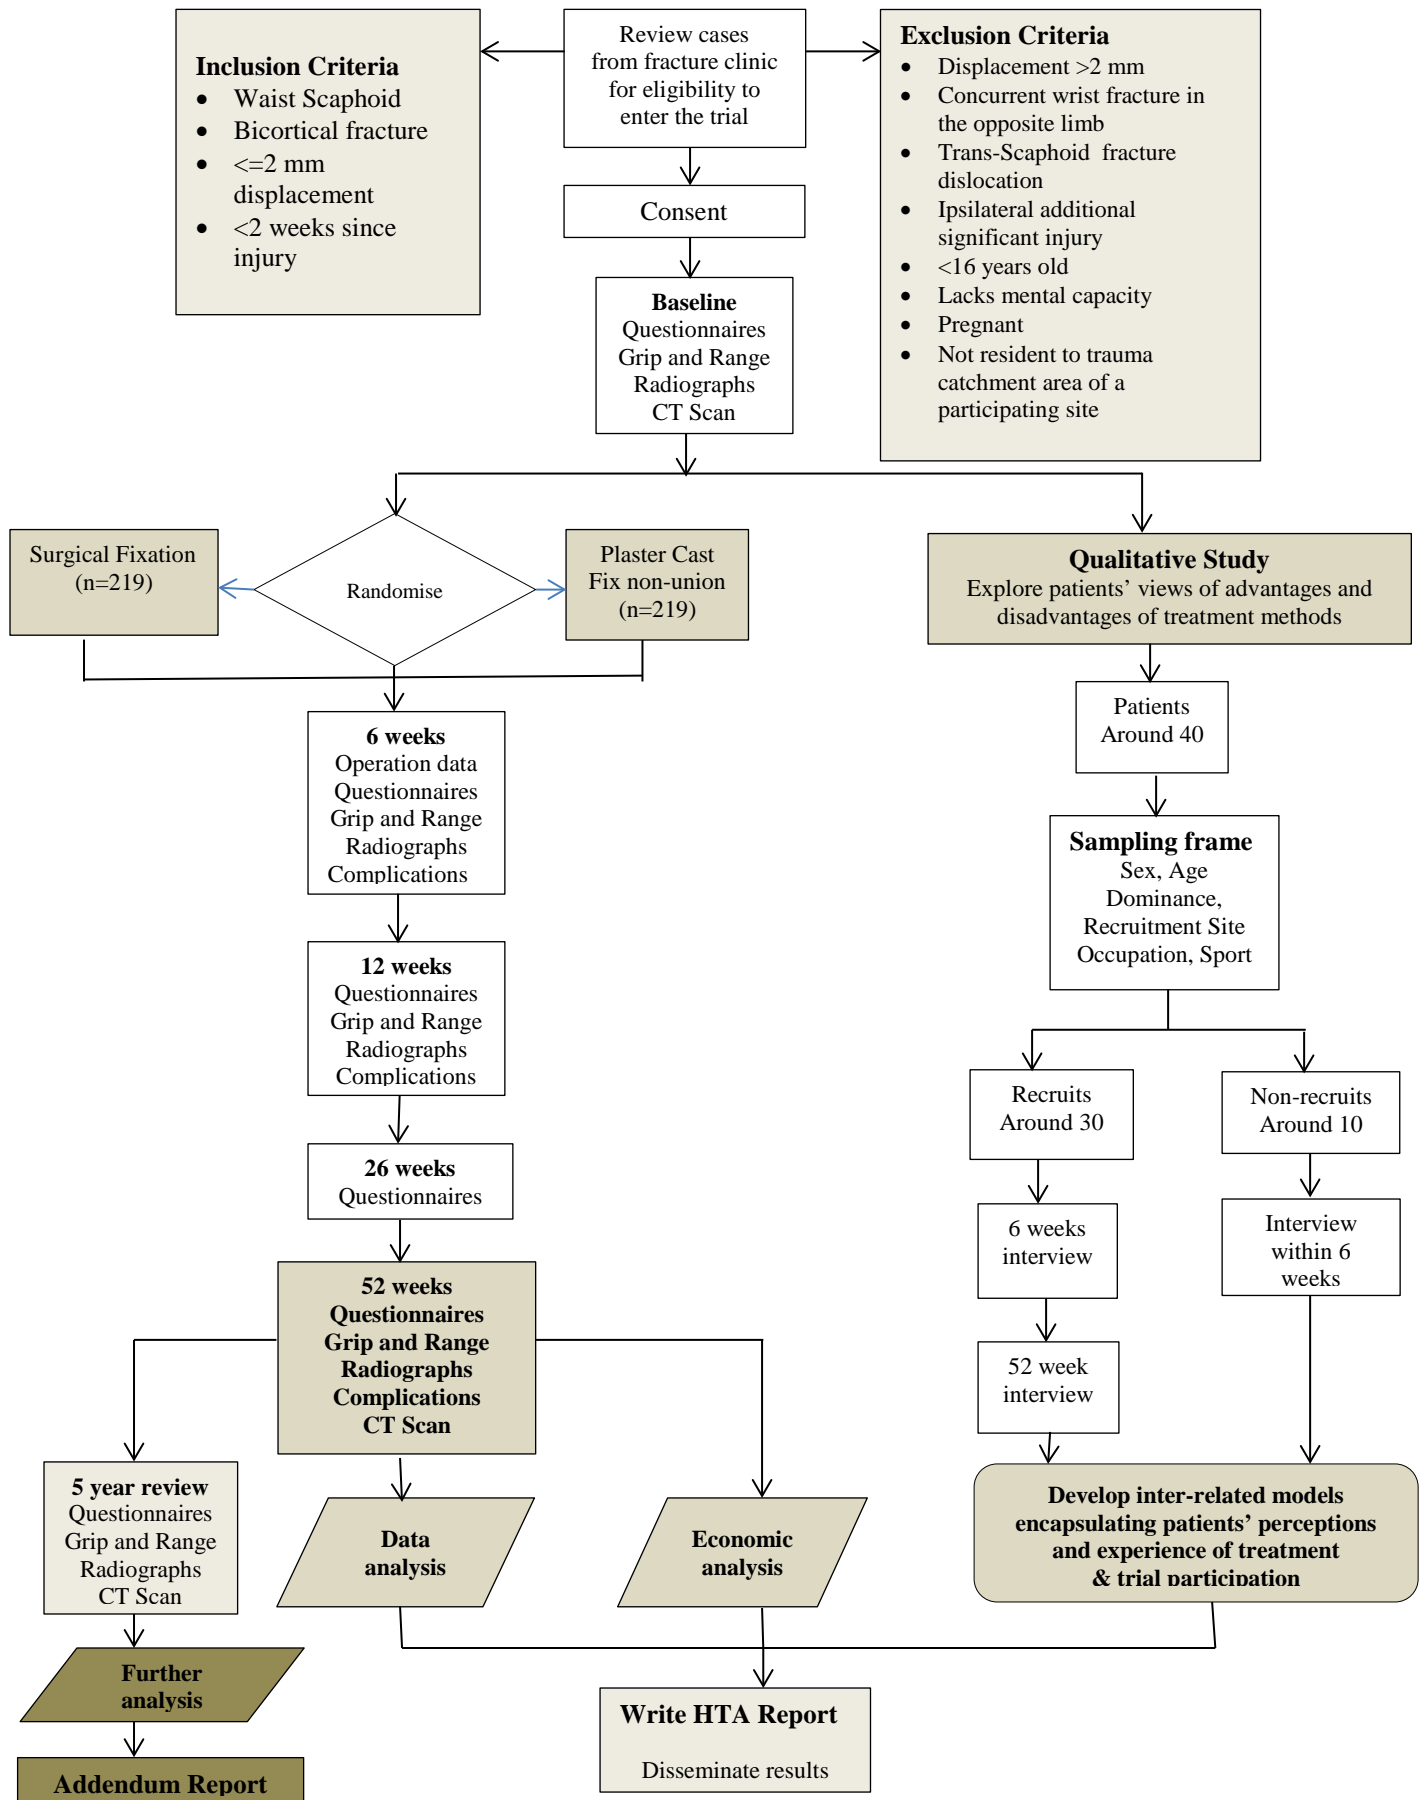 Review cases
from fracture clinic
for eligibility to
enter the trial
Inclusion Criteria
• Waist Scaphoid
• Bicortical fracture
• <=2 mm
displacement
• <2 weeks since
injury
Exclusion Criteria
• Displacement >2 mm
• Concurrent wrist fracture in
the opposite limb
• Trans-Scaphoid fracture
dislocation
• Ipsilateral additional
significant injury
• <16 years old
• Lacks mental capacity
• Pregnant
• Not resident to trauma
catchment area of a
participating site
Consent
Baseline
Questionnaires
Grip and Range
Radiographs
CT Scan
Surgical Fixation
(n=219)
Randomise
Plaster Cast
Fix non-union
(n=219)
Qualitative Study
Explore patients’ views of advantages and
disadvantages of treatment methods
Patients
Around 40
Sampling frame
Sex, Age
Dominance,
Recruitment Site
Occupation, Sport
Recruits
Around 30
Non-recruits
Around 10
6 weeks
interview
Interview
within 6
weeks
52 week
interview
Develop inter-related models
encapsulating patients’ perceptions
and experience of treatment
& trial participation
6 weeks
Operation data
Questionnaires
Grip and Range
Radiographs
Complications
12 weeks
Questionnaires
Grip and Range
Radiographs
Complications
26 weeks
Questionnaires
52 weeks
Questionnaires
Grip and Range
Radiographs
Complications
CT Scan
5 year review
Questionnaires
Grip and Range
Radiographs
CT Scan
Data
analysis
Economic
analysis
Further
analysis
Addendum Report
Write HTA Report
Disseminate results